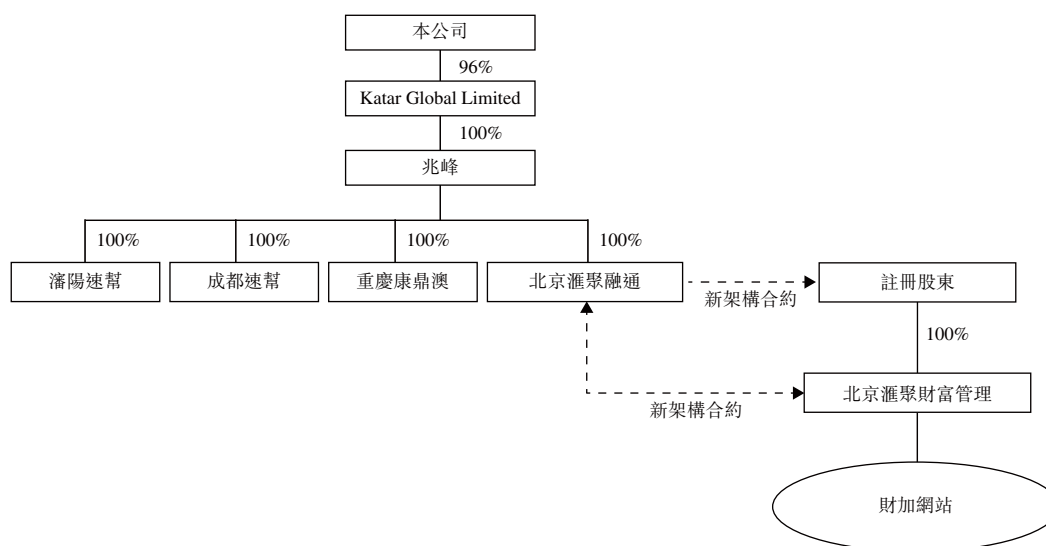 本公司
96%
Katar Global Limited
100%
兆峰
100%
100%
100%
100%
瀋陽速幫
成都速幫
重慶康鼎澳
北京滙聚融通
新架構合約
註冊股東
100%
新架構合約
北京滙聚財富管理
財加網站